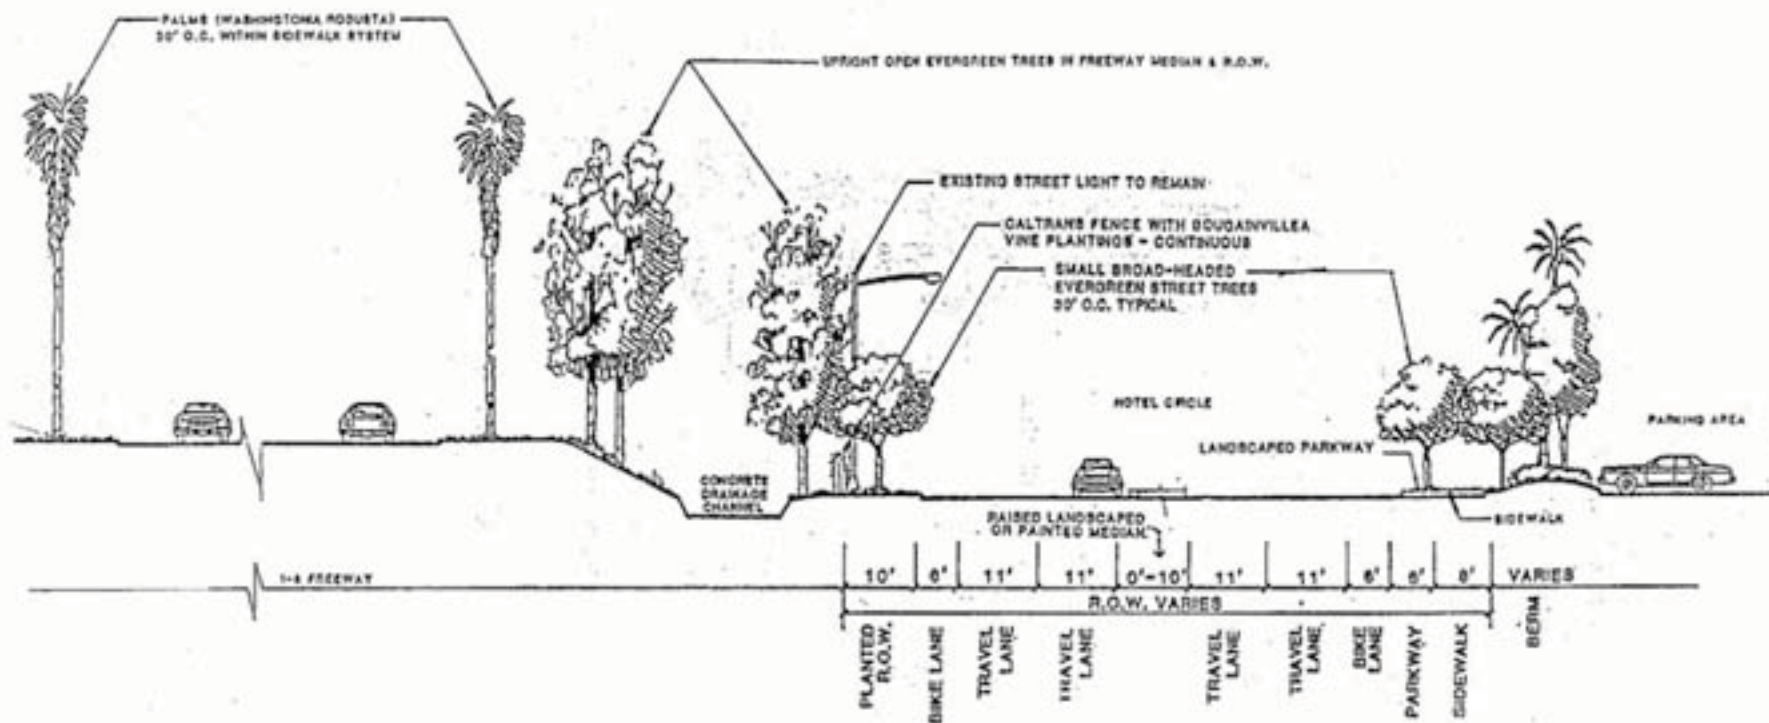 PALMS (WASHINGTONIA ROBUSTA)
30' O.C. WITHIN SIDEWALK SYSTEM
UPRIGHT OPEN EVERGREEN TREES IN FREEWAY MEDIAN & R.O.W.
EXISTING STREET LIGHT TO REMAIN
CALTRANS FENCE WITH BOUGAINVILLEA
VINE PLANTINGS - CONTINUOUS
SMALL BROAD-HEADED
EVERGREEN STREET TREES
30' O.C. TYPICAL
HOTEL CIRCLE
PARKING AREA
LANDSCAPED PARKWAY
CONCRETE
DRAINAGE
CHANNEL
SIDEWALK
RAISED LANDSCAPED
OR PAINTED MEDIAN
I-8 FREEWAY
10' 6' 11' 11' 0'-10' 11' 11' 6' 6' 8' VARIES
R.O.W. VARIES
PLANTED
R.O.W.
BIKE LANE
TRAVEL
LANE
TRAVEL
LANE
TRAVEL
LANE
TRAVEL
LANE
BIKE
LANE
PARKWAY
SIDEWALK
BERM